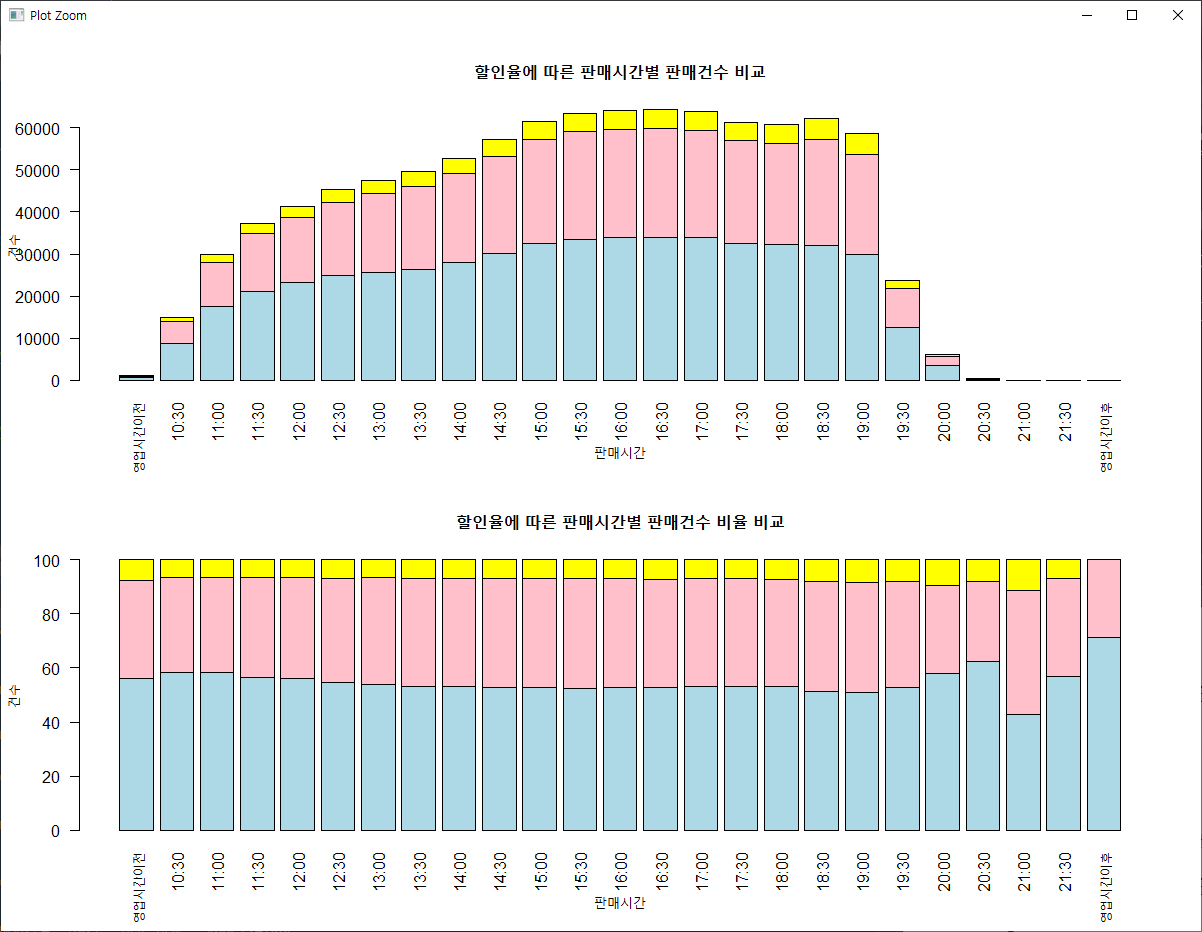 Plot Zoom
할인율에 따른 판매시간별 판매건수 비교
60000
50000
40000
30000
20000
10000
0
건수
영업시간이전 10:30 11:00 11:30 12:00 12:30 13:00 13:30 14:00 14:30 15:00 15:30 16:00 16:30 17:00 17:30 18:00 18:30 19:00 19:30 20:00 20:30 21:00 21:30 영업시간이후
판매시간
할인율에 따른 판매시간별 판매건수 비율 비교
100
80
60
40
20
0
건수
영업시간이전 10:30 11:00 11:30 12:00 12:30 13:00 13:30 14:00 14:30 15:00 15:30 16:00 16:30 17:00 17:30 18:00 18:30 19:00 19:30 20:00 20:30 21:00 21:30 영업시간이후
판매시간